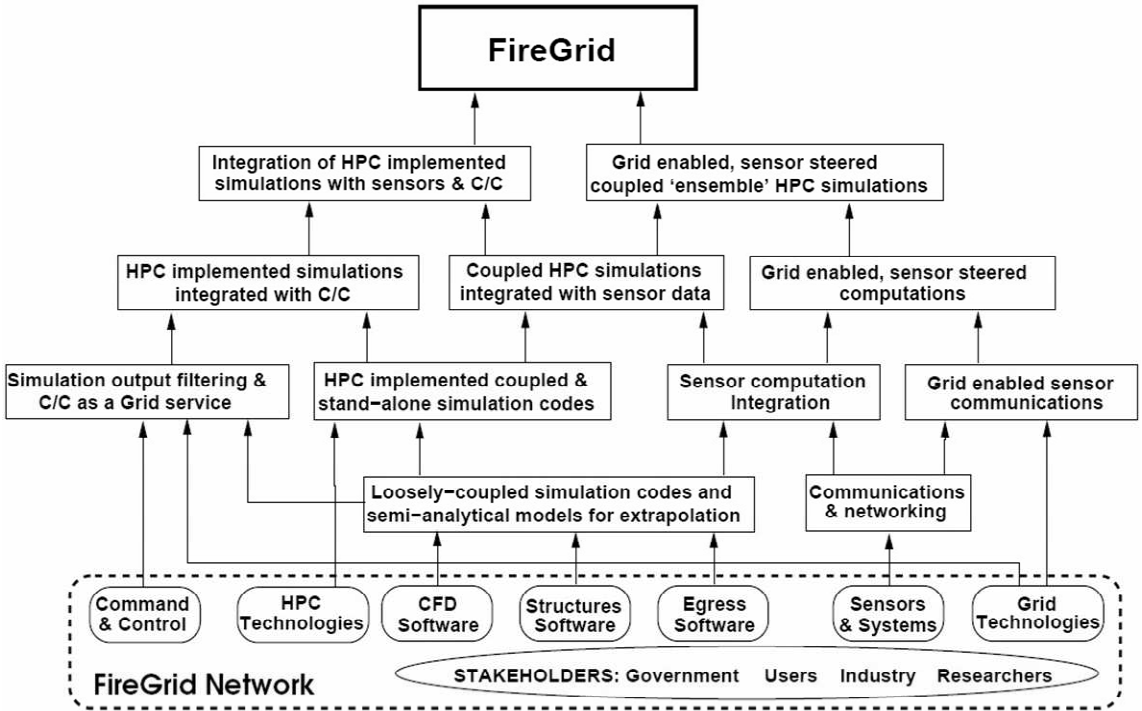 FireGrid
Integration of HPC implemented
simulations with sensors & C/C
Grid enabled, sensor steered
coupled ‘ensemble’ HPC simulations
HPC implemented simulations
integrated with C/C
Coupled HPC simulations
integrated with sensor data
Grid enabled, sensor steered
computations
Simulation output filtering &
C/C as a Grid service
HPC implemented coupled &
stand−alone simulation codes
Sensor computation
Integration
Grid enabled sensor
communications
Loosely−coupled simulation codes and
semi−analytical models for extrapolation
Communications
& networking
Command
& Control
HPC
Technologies
CFD
Software
Structures
Software
Egress
Software
Sensors
& Systems
Grid
Technologies
STAKEHOLDERS: Government Users Industry Researchers
FireGrid Network